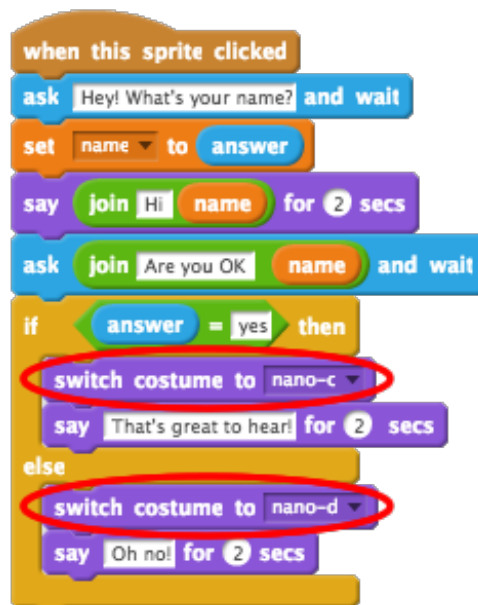 when this sprite clicked
ask Hey! What's your name? and wait
set name to answer
say join Hi name for 2 secs
ask join Are you OK name and wait
if answer = yes then
switch costume to nano-c
say That's great to hear! for 2 secs
else
switch costume to nano-d
say Oh no! for 2 secs